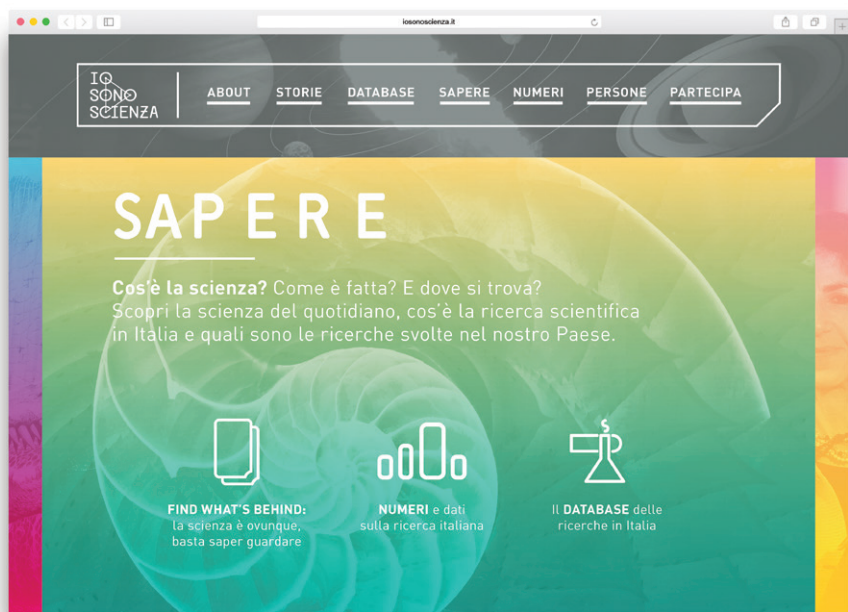 iosonoscienza.it
IO
SONO
SCIENZA
ABOUT STORIE DATABASE SAPERE NUMERI PERSONE PARTECIPA
SAPERE
Cos'è la scienza? Come è fatta? E dove si trova?
Scopri la scienza del quotidiano, cos'è la ricerca scientifica
in Italia e quali sono le ricerche svolte nel nostro Paese.
FIND WHAT'S BEHIND:
la scienza è ovunque,
basta saper guardare
NUMERI e dati
sulla ricerca italiana
Il DATABASE delle
ricerche in Italia